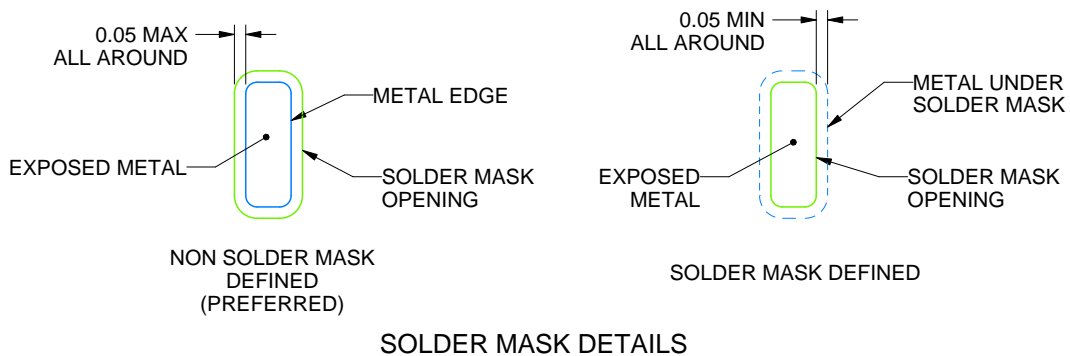 0.05 MAX
ALL AROUND
METAL EDGE
EXPOSED METAL
SOLDER MASK
OPENING
NON SOLDER MASK
DEFINED
(PREFERRED)
0.05 MIN
ALL AROUND
METAL UNDER
SOLDER MASK
EXPOSED
METAL
SOLDER MASK
OPENING
SOLDER MASK DEFINED
SOLDER MASK DETAILS